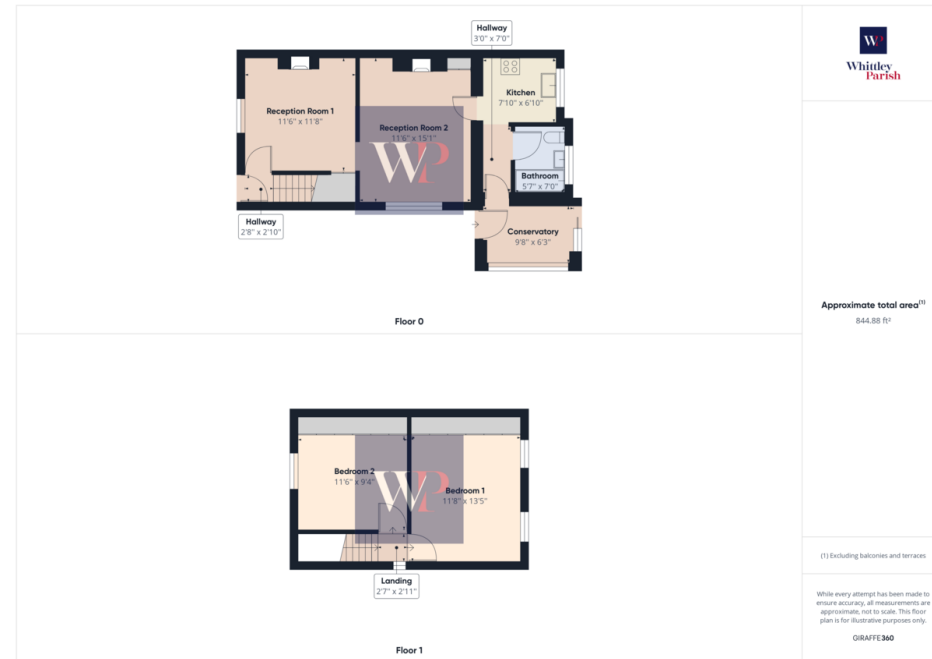 Hallway
3'0" x 7'0"
Kitchen
7'10" x 6'10"
Reception Room 1
11'6" x 11'8"
Reception Room 2
11'6" x 15'1"
WP
Bathroom
5'7" x 7'0"
Hallway
2'8" x 2'10"
Conservatory
9'8" x 6'3"
Floor 0
Bedroom 2
11'6" x 9'4"
WP
Bedroom 1
11'8" x 13'5"
Landing
2'7" x 2'11"
Floor 1
WP
Whittley
Parish
Approximate total area(1)
844.88 ft²
(1) Excluding balconies and terraces
While every attempt has been made to
ensure accuracy, all measurements are
approximate, not to scale. This floor
plan is for illustrative purposes only.
GIRAFFE360